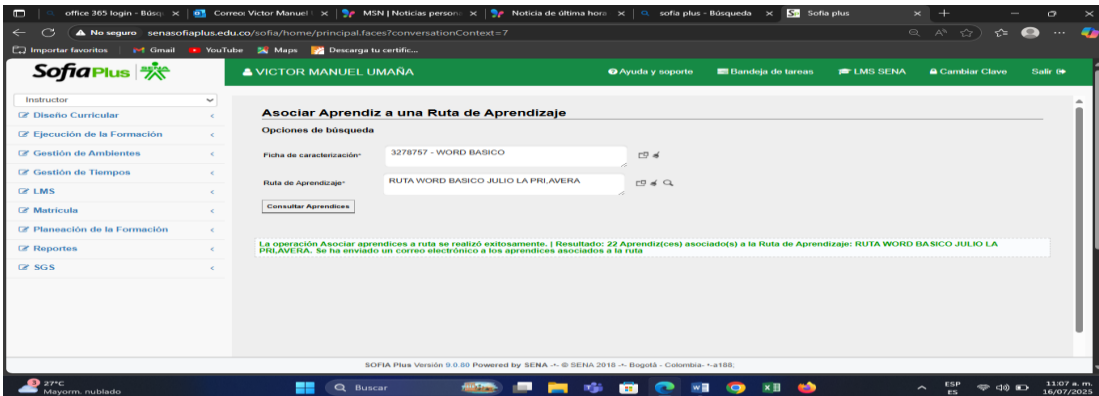 office 365 login - Búsq
Correo: Victor Manuel
MSN | Noticias person
Noticia de última hora
sofia plus - Búsqueda
Sofia plus
No seguro senasofiaplus.edu.co/sofia/home/principal.faces?conversationContext=7
Importar favoritos Gmail YouTube Maps Descarga tu certific...
Sofia Plus
VICTOR MANUEL UMAÑA
Ayuda y soporte Bandeja de tareas LMS SENA Cambiar Clave Salir
Instructor
Diseño Curricular
Ejecución de la Formación
Gestión de Ambientes
Gestión de Tiempos
LMS
Matrícula
Planeación de la Formación
Reportes
SGS
Asociar Aprendiz a una Ruta de Aprendizaje
Opciones de búsqueda
Ficha de caracterización* 3278757 - WORD BASICO
Ruta de Aprendizaje* RUTA WORD BASICO JULIO LA PRI,AVERA
Consultar Aprendices
La operación Asociar aprendices a ruta se realizó exitosamente. | Resultado: 22 Aprendiz(ces) asociado(s) a la Ruta de Aprendizaje: RUTA WORD BASICO JULIO LA
PRI,AVERA. Se ha enviado un correo electrónico a los aprendices asociados a la ruta
SOFIA Plus Versión 9.0.80 Powered by SENA -.- © SENA 2018 -.- Bogotá - Colombia- -.-a188;
3
27°C
Mayorm. nublado
Buscar
ESP
ES
11:07 a. m.
16/07/2025